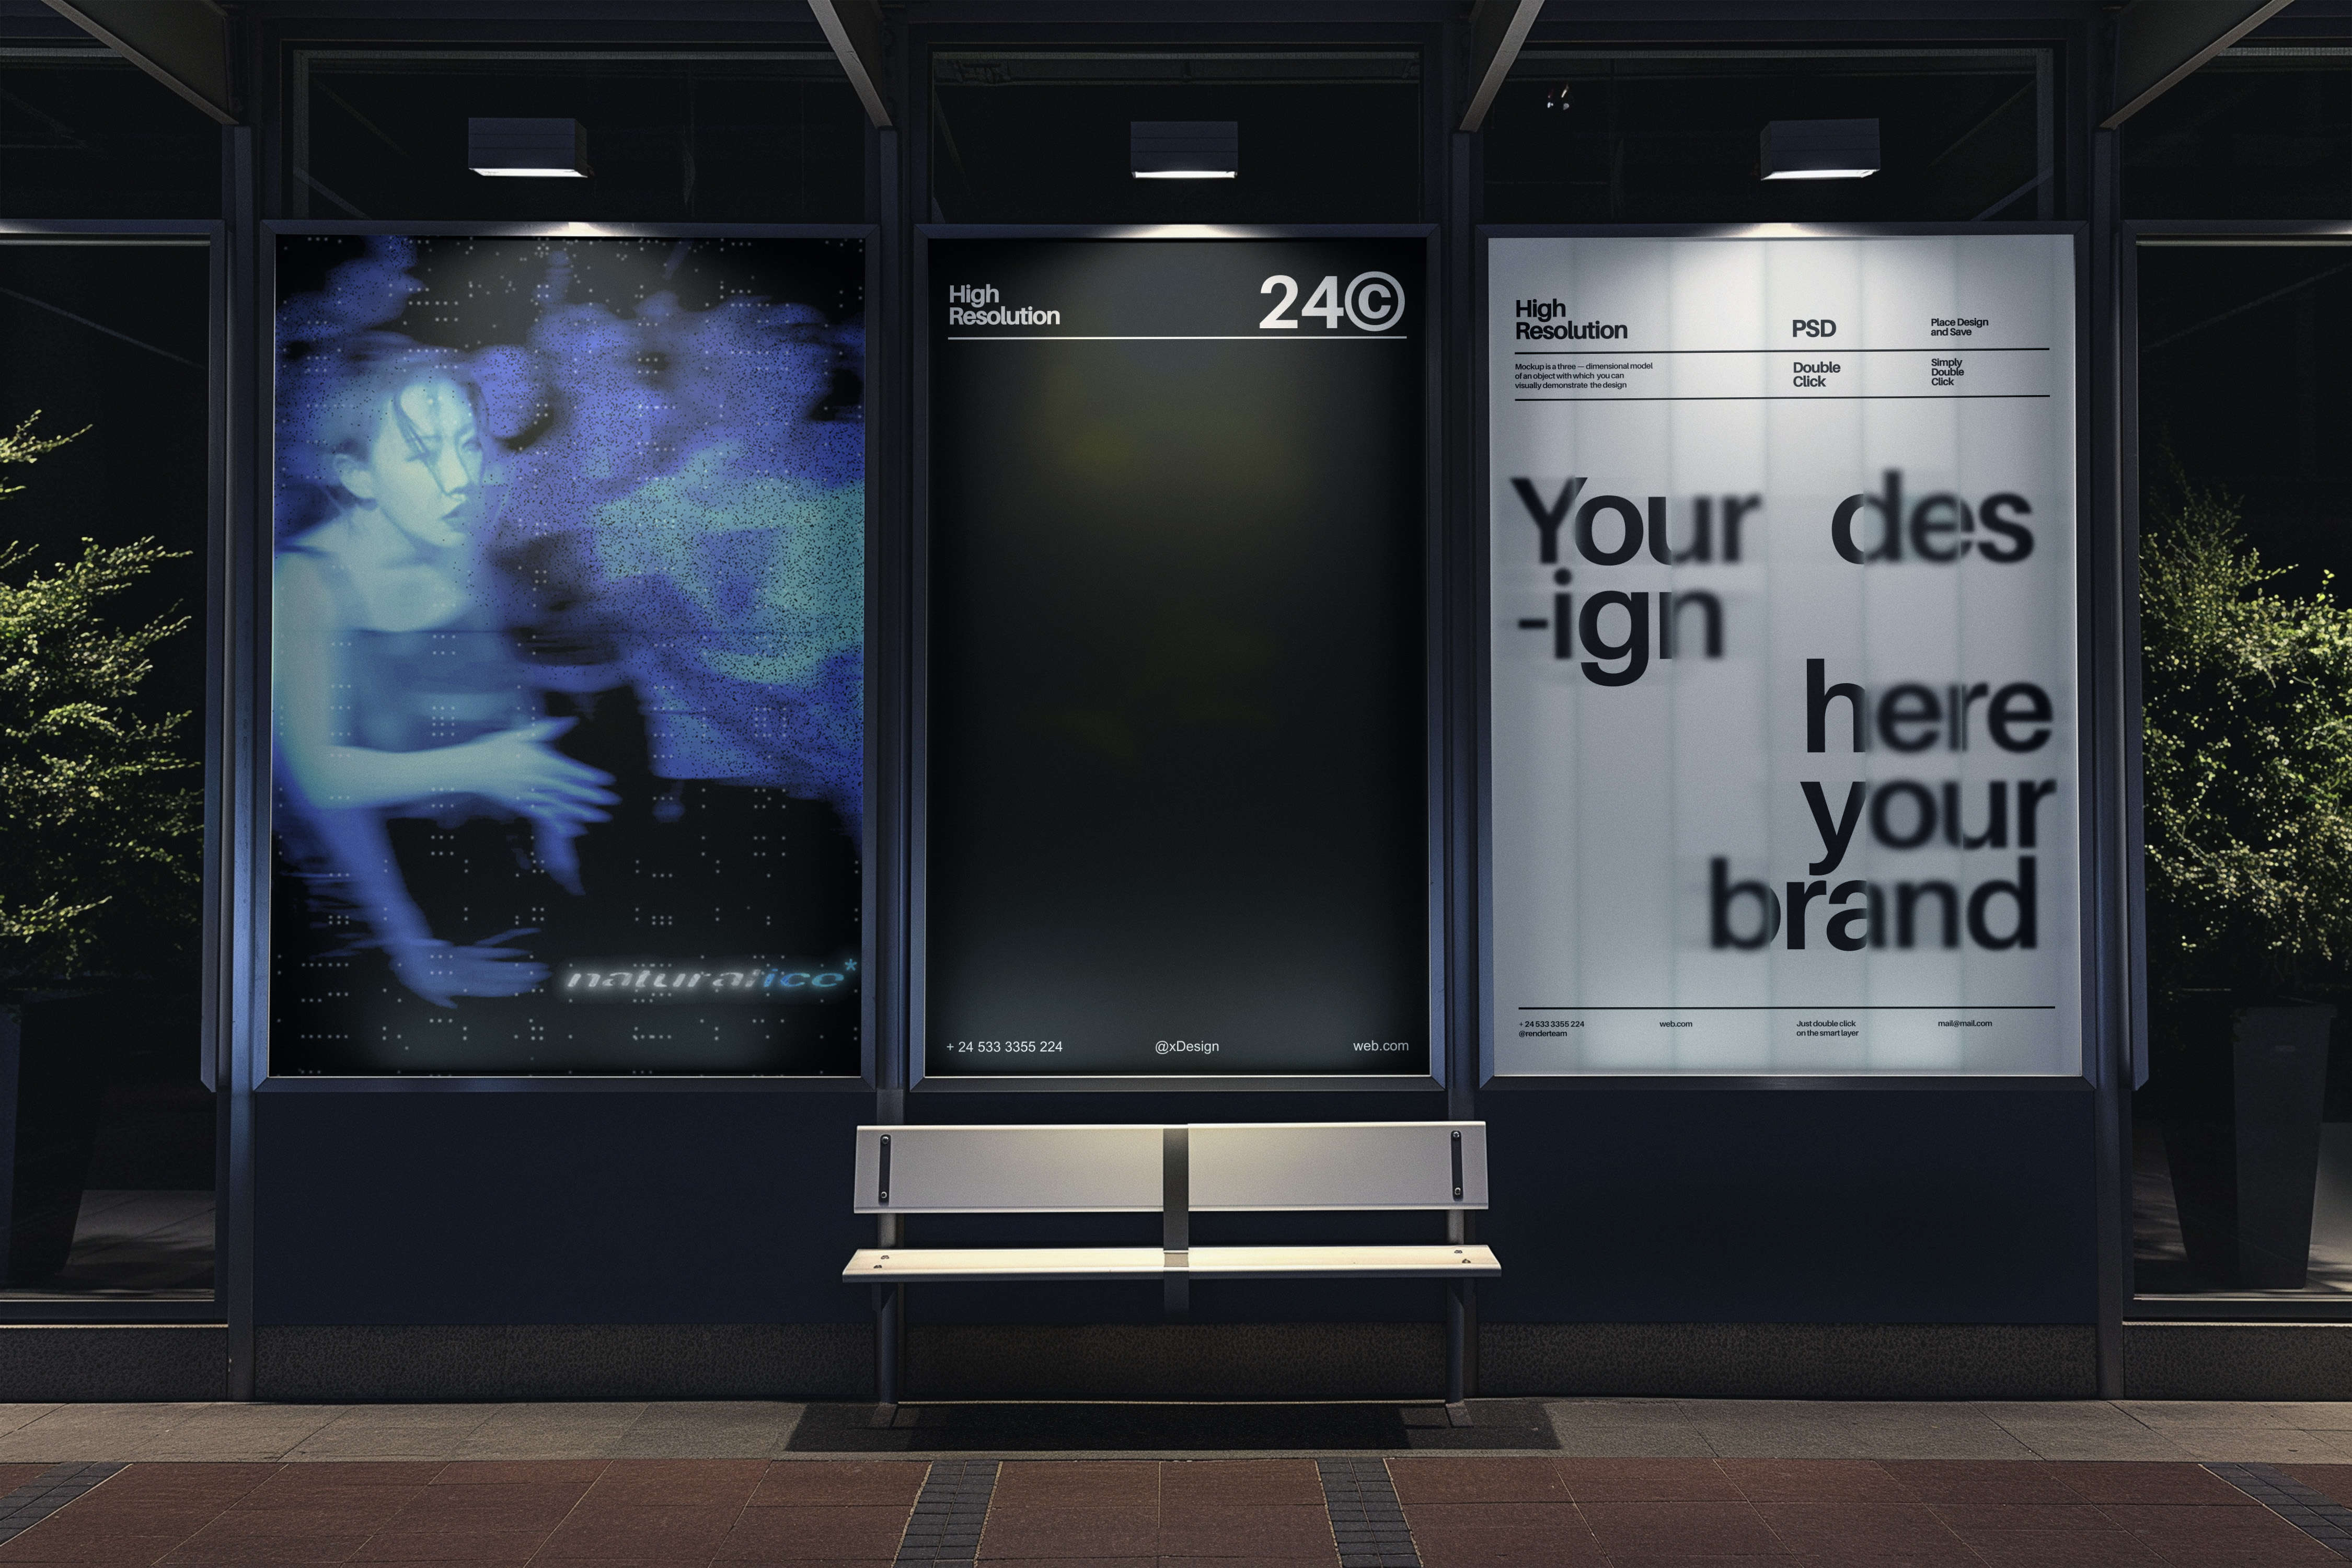 naturalice*
High
Resolution
24©
+ 24 533 3355 224
@xDesign
web.com
High
Resolution
PSD
Place Design
and Save
Mockup is a three — dimensional model
of an object with which you can
visually demonstrate the design
Double
Click
Simply
Double
Click
Your des
-ign
here
your
brand
+ 24 533 3355 224
@renderteam
web.com
Just double click
on the smart layer
mail@mail.com